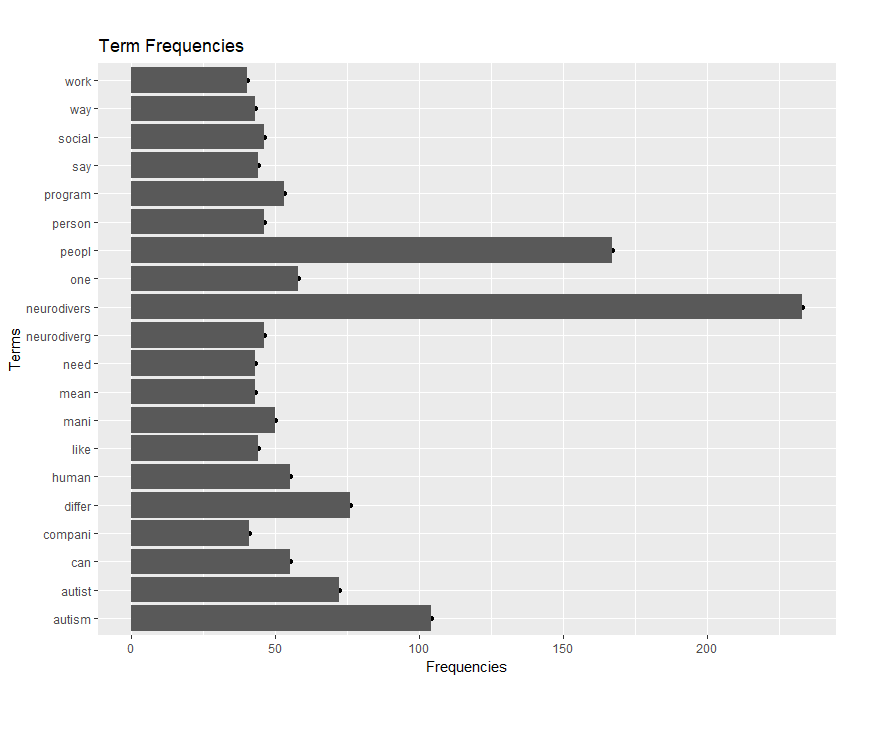 Term Frequencies
work
way
social
say
program
person
peopl
one
neurodivers
neurodiverg
need
mean
mani
like
human
differ
compani
can
autist
autism
Terms
0 50 100 150 200
Frequencies